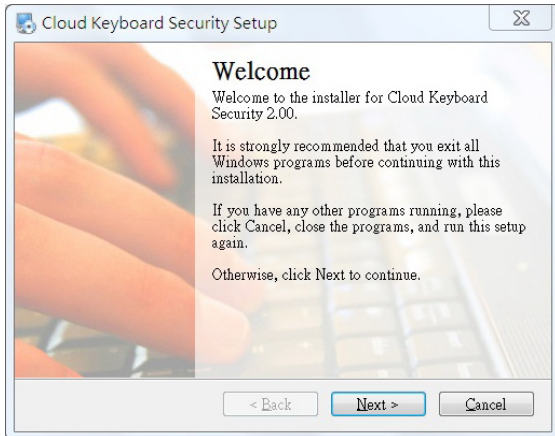 Cloud Keyboard Security Setup
Welcome
Welcome to the installer for Cloud Keyboard
Security 2.00.
It is strongly recommended that you exit all
Windows programs before continuing with this
installation.
If you have any other programs running, please
click Cancel, close the programs, and run this setup
again.
Otherwise, click Next to continue.
< Back
Next >
Cancel